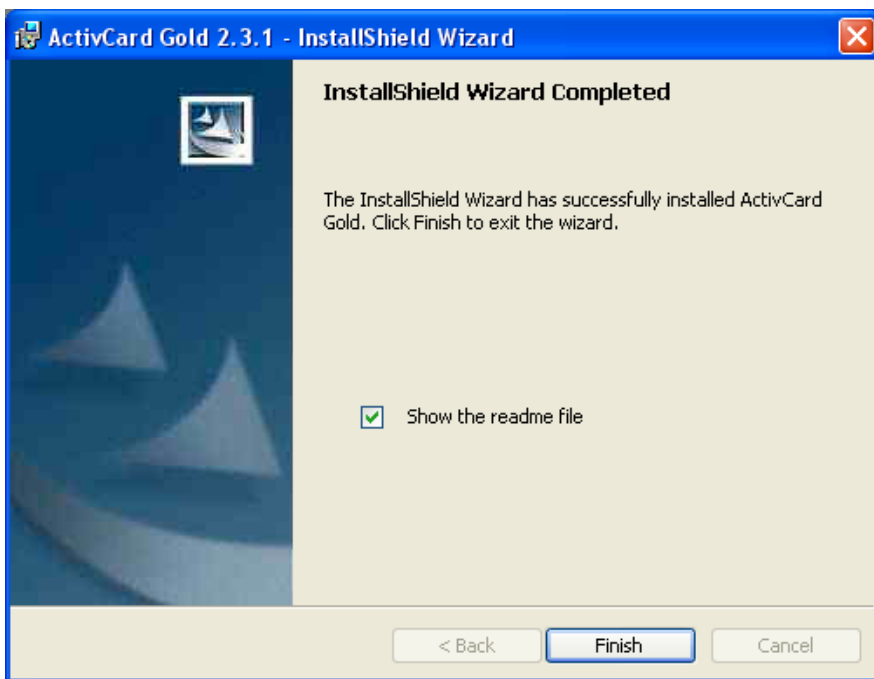 ActivCard Gold 2.3.1 - InstallShield Wizard
InstallShield Wizard Completed
The InstallShield Wizard has successfully installed ActivCard
Gold. Click Finish to exit the wizard.
Show the readme file
< Back
Finish
Cancel